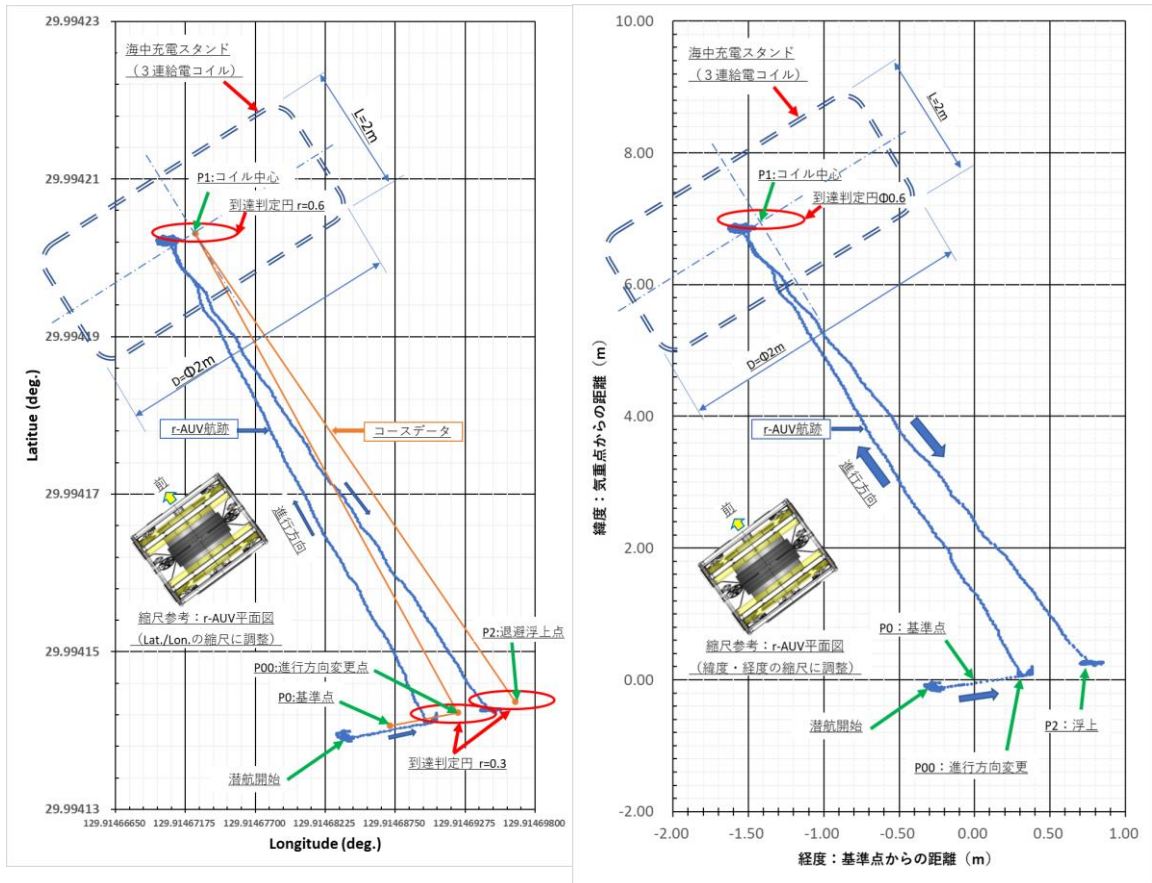 29.99423
29.99421
29.99419
29.99417
29.99415
29.99413
Latitue (deg.)
129.91466650
129.91467175
129.91467700
129.91468225
129.91468750
129.91469275
129.91469800
Longitude (deg.)
海中充電スタンド
(3連給電コイル)
L=2m
P1:コイル中心
到達判定円 r=0.6
D=Φ2m
r-AUV航跡
コースデータ
前
進行方向
縮尺参考：r-AUV平面図
(Lat./Lon.の縮尺に調整)
P2:退避浮上点
P00:進行方向変更点
P0:基準点
到達判定円 r=0.3
潜航開始
10.00
8.00
6.00
4.00
2.00
0.00
-2.00
緯度：気重点からの距離（m）
-2.00
-1.50
-1.00
-0.50
0.00
0.50
1.00
経度：基準点からの距離（m）
海中充電スタンド
（3連給電コイル）
L=2m
P1:コイル中心
到達判定円Φ0.6
D=Φ2m
r-AUV航跡
進行方向
前
縮尺参考：r-AUV平面図
（緯度・経度の縮尺に調整）
P0：基準点
潜航開始
P2：浮上
P00：進行方向変更